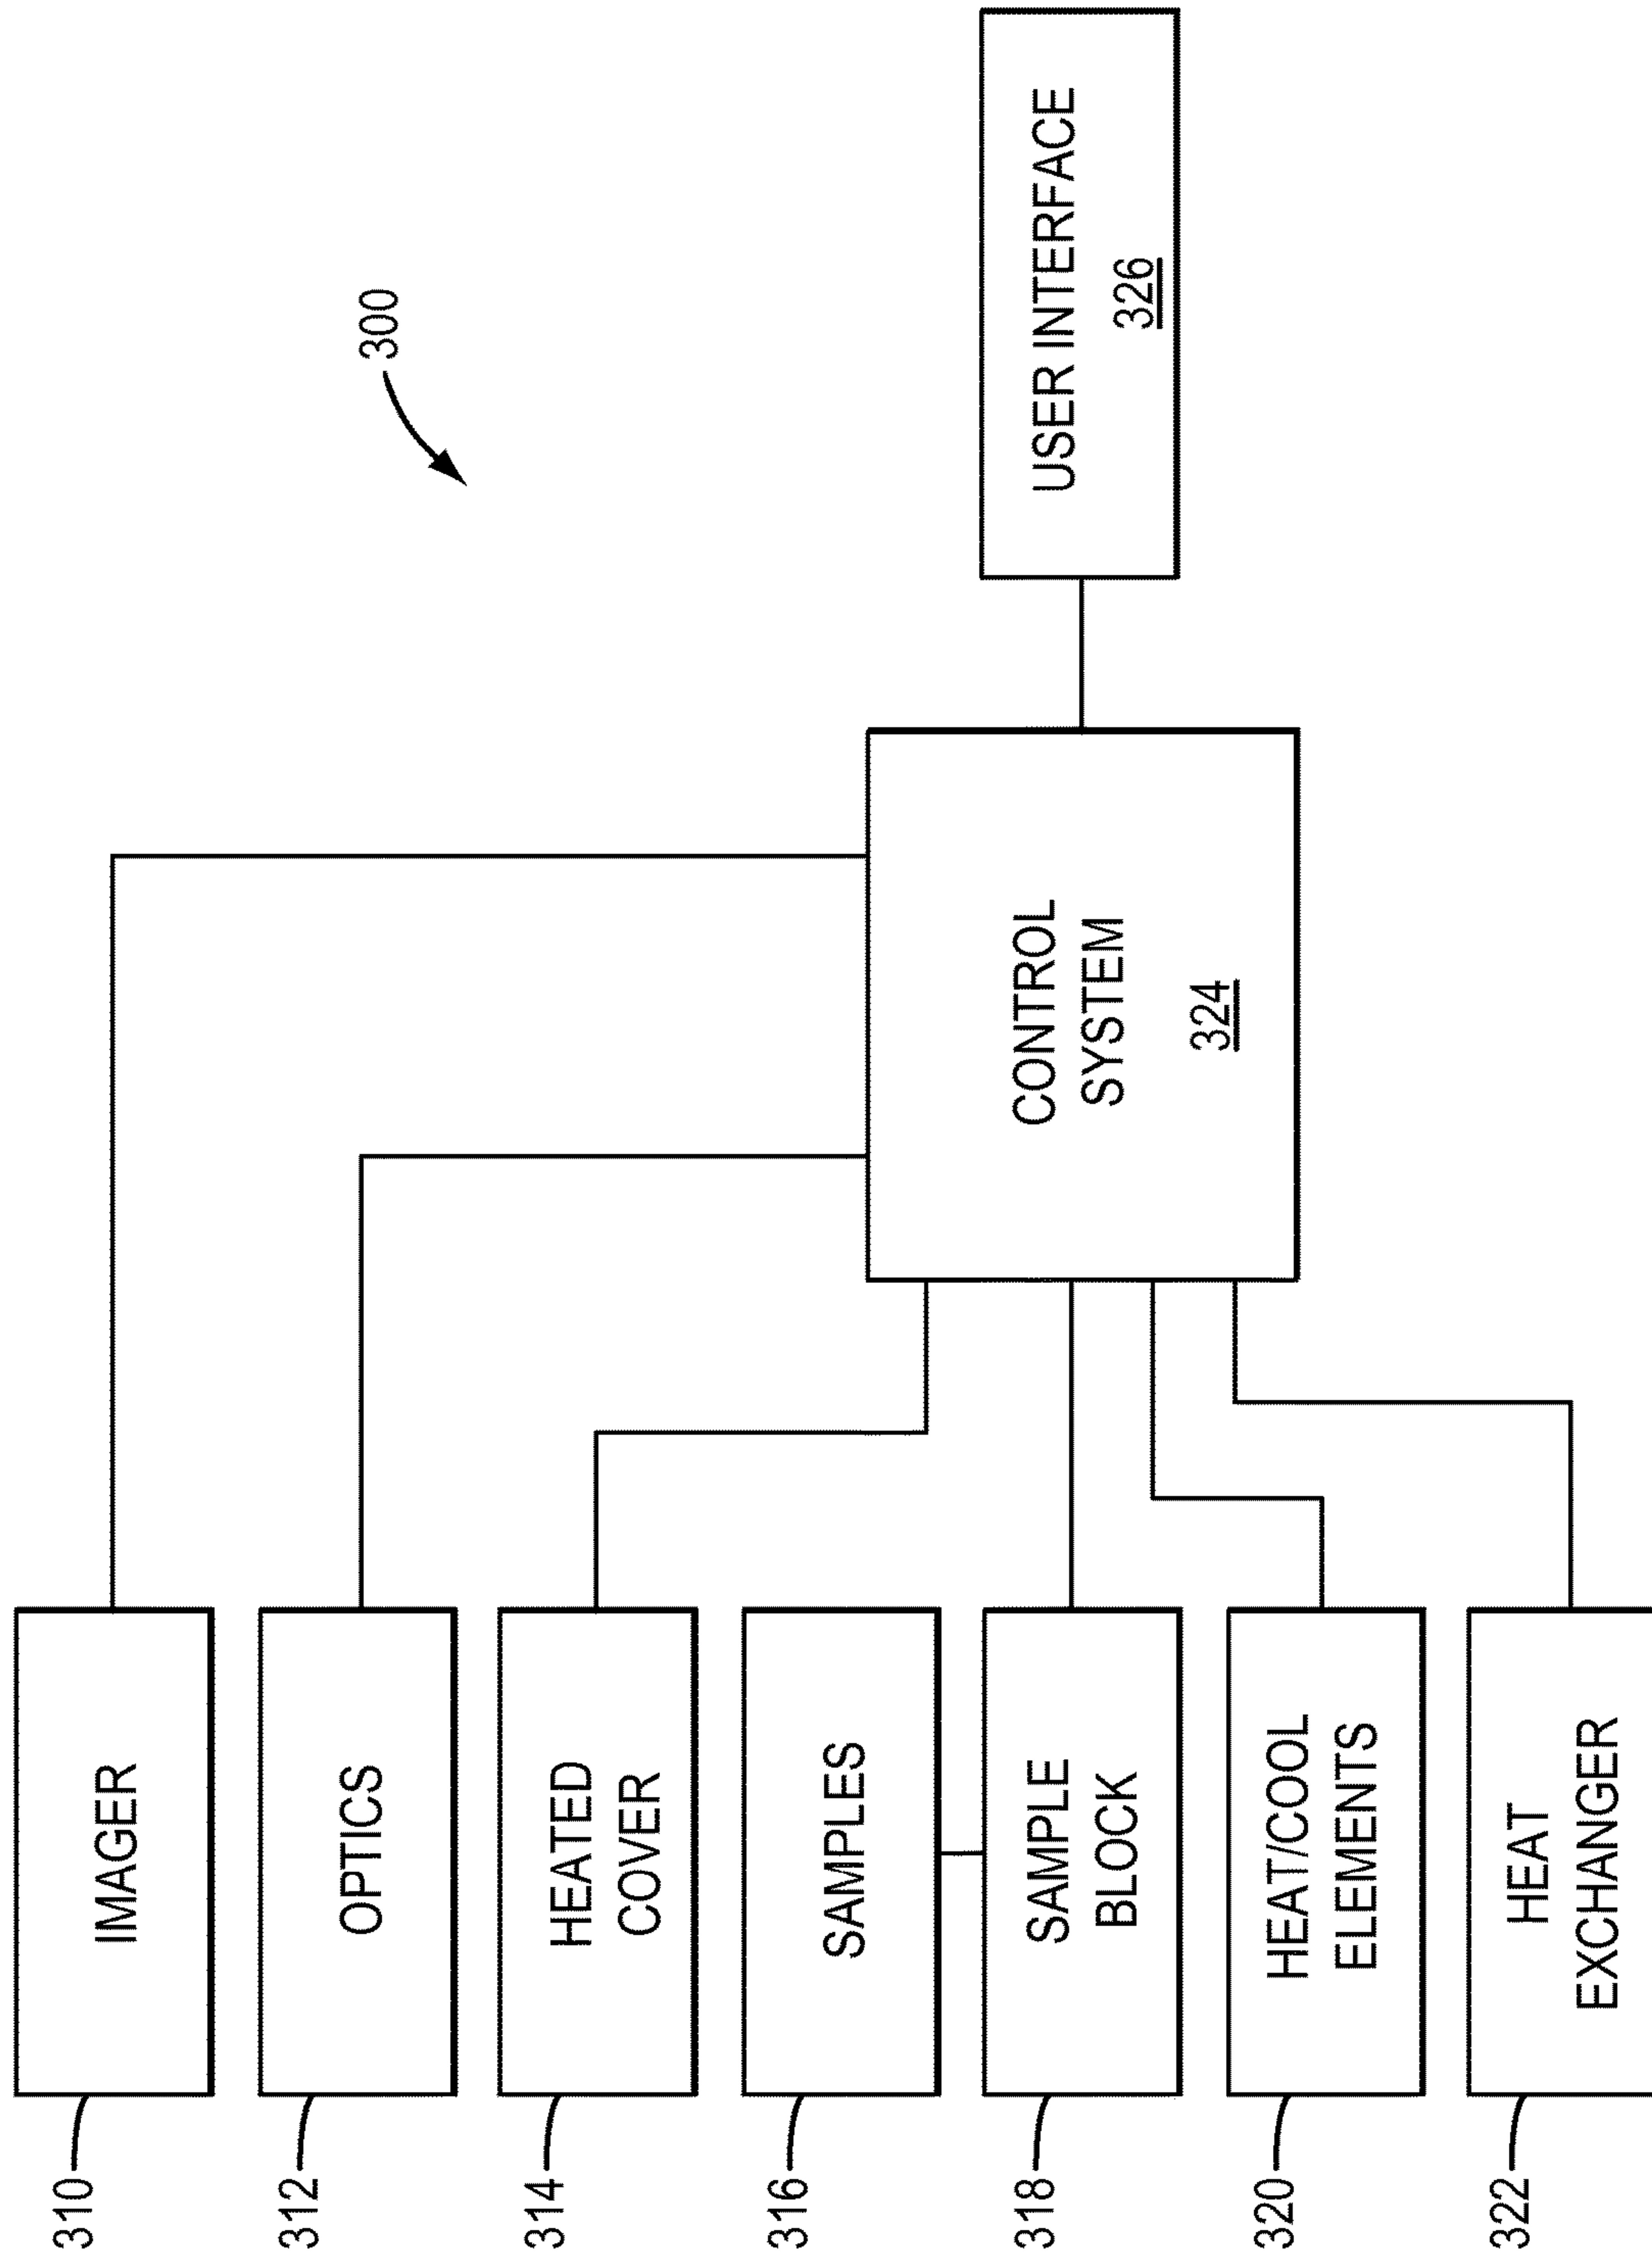 300
310
IMAGER
312
OPTICS
314
HEATED
COVER
316
SAMPLES
318
SAMPLE
BLOCK
320
HEAT/COOL
ELEMENTS
322
HEAT
EXCHANGER
CONTROL
SYSTEM
324
USER INTERFACE
326